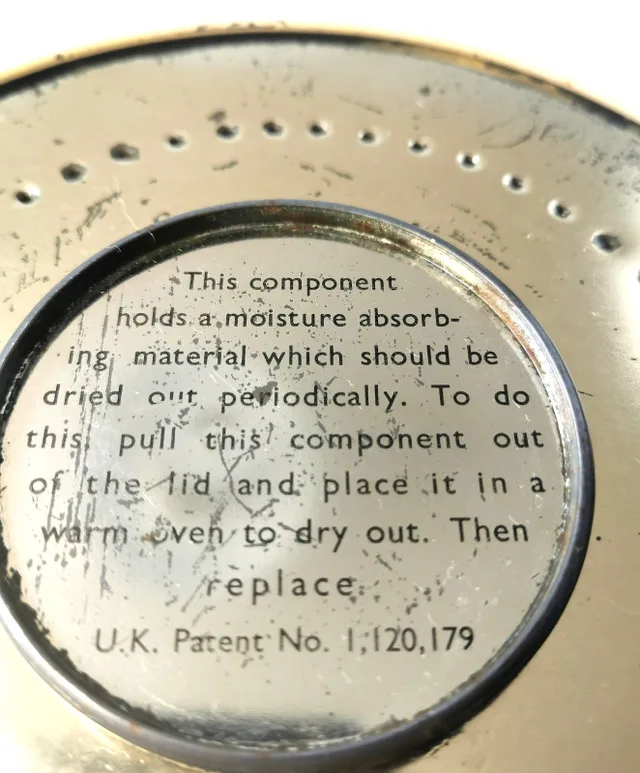 This component
holds a moisture absorb-
ing material which should be
dried out periodically. To do
this, pull this component out
of the lid and place it in a
warm oven to dry out. Then
replace.
U.K. Patent No. 1,120,179